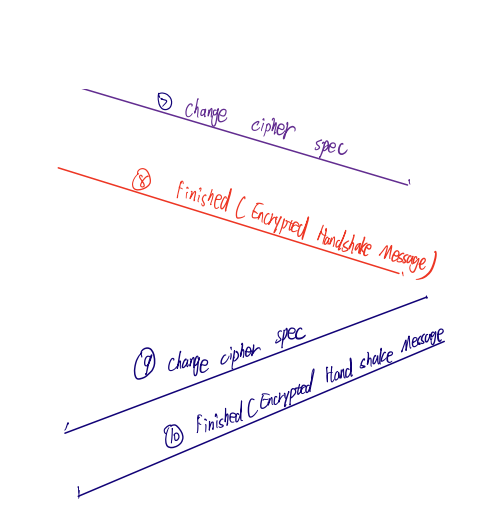 ⑦ change cipher spec
⑧ Finished ( Encrypted Handshake Message )
⑨ change cipher spec
⑩ Finished ( Encrypted Hand shake Message